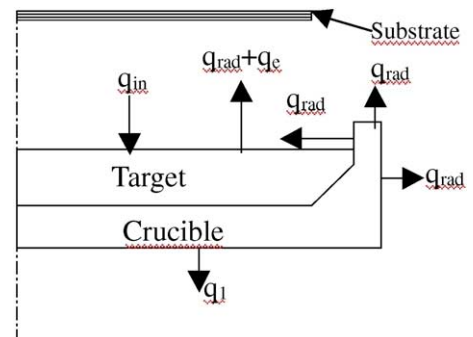 Substrate
qrad+qe
qrad
qin
qrad
Target
qrad
Crucible
q1